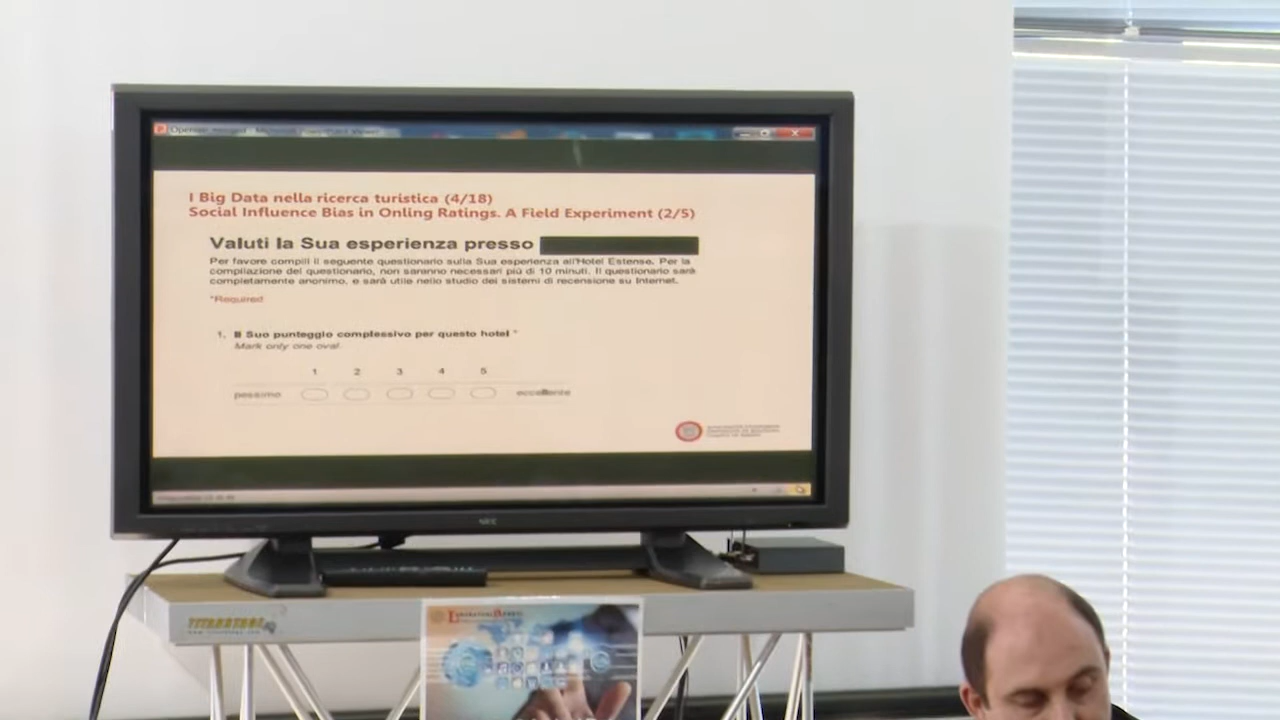 Microsoft PowerPoint Viewer
I Big Data nella ricerca turistica (4/18)
Social Influence Bias in Onling Ratings. A Field Experiment (2/5)
Valuti la Sua esperienza presso
Per favore compili il seguente questionario sulla Sua esperienza all'Hotel Estense. Per la
compilazione del questionario, non saranno necessari più di 10 minuti. Il questionario sarà
completamente anonimo, e sarà utile nello studio dei sistemi di recensione su Internet.
*Required
1. Il Suo punteggio complessivo per questo hotel *
Mark only one oval.
1 2 3 4 5
pessimo eccellente
NEC